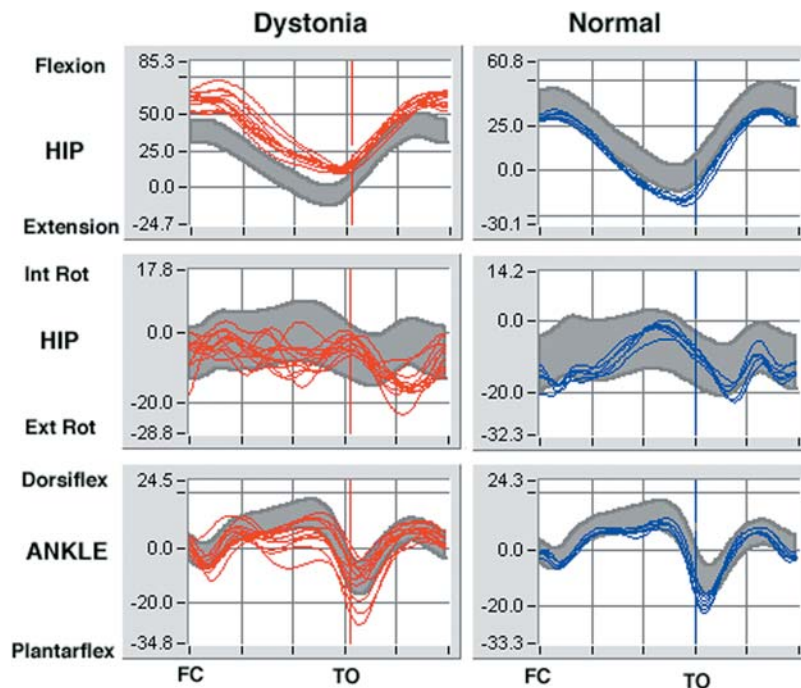 Dystonia Normal
Flexion 85.3 60.8
HIP 50.0 25.0
25.0 0.0
0.0
Extension -24.7 -30.1
Int Rot 17.8 14.2
HIP 0.0 0.0
-20.0 -20.0
Ext Rot -28.8 -32.3
Dorsiflex 24.5 24.3
ANKLE 0.0 0.0
-20.0 -20.0
Plantarflex -34.8 -33.3
FC TO FC TO